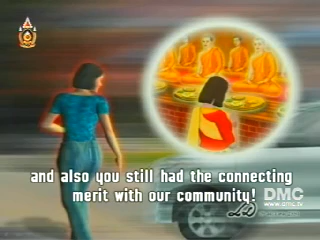 and also you still had the connecting
merit with our community!
DMC
www.dmc.tv